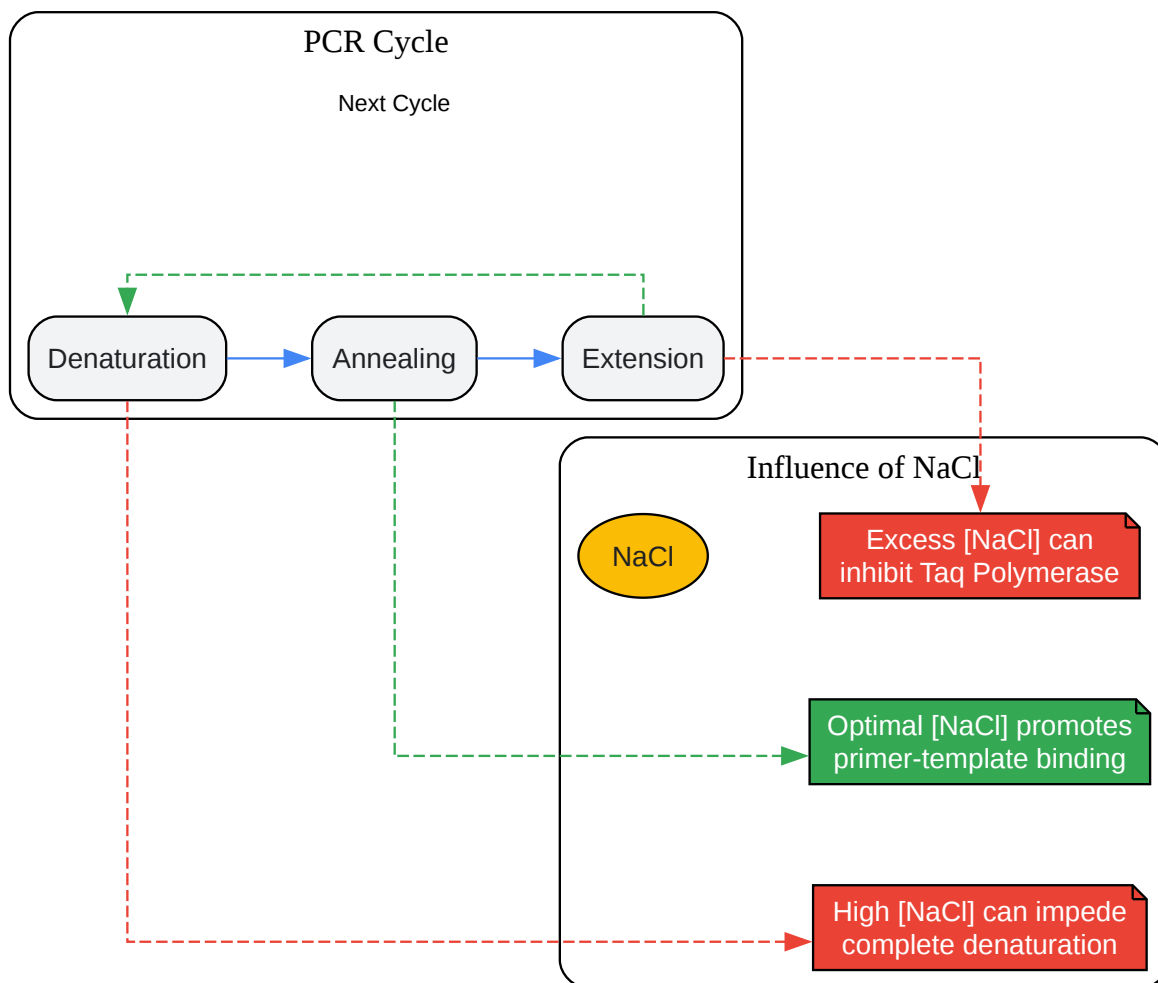 PCR Cycle
Next Cycle
Denaturation
Annealing
Extension
Influence of NaCl
NaCl
Excess [NaCl] can
inhibit Taq Polymerase
Optimal [NaCl] promotes
primer-template binding
High [NaCl] can impede
complete denaturation